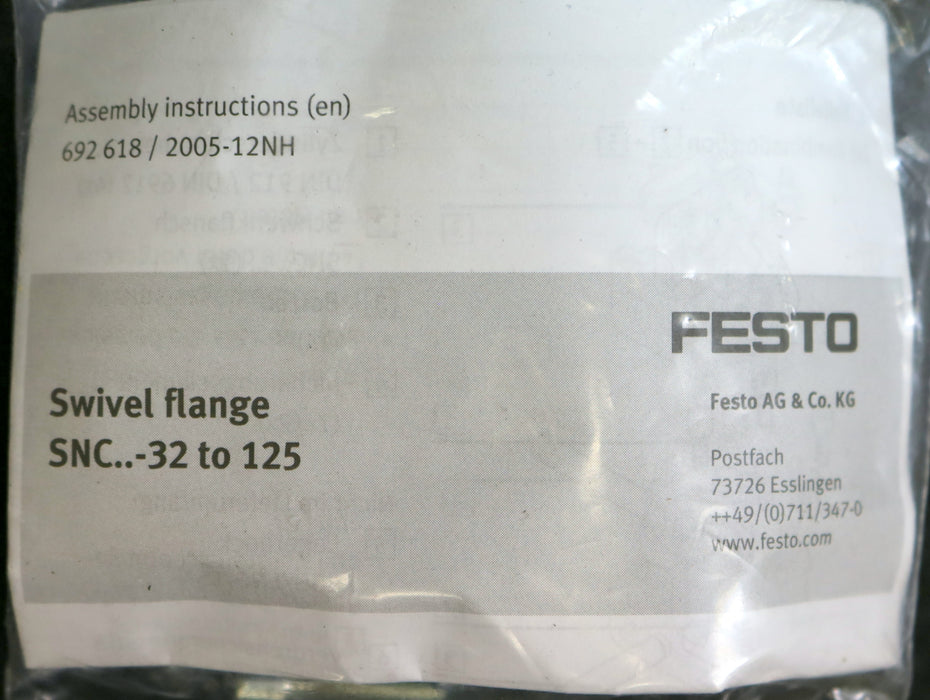 Assembly instructions (en)
692 618 / 2005-12NH
FESTO
Swivel flange
SNC..-32 to 125
Festo AG & Co. KG
Postfach
73726 Esslingen
++49/(0)711/347-0
www.festo.com